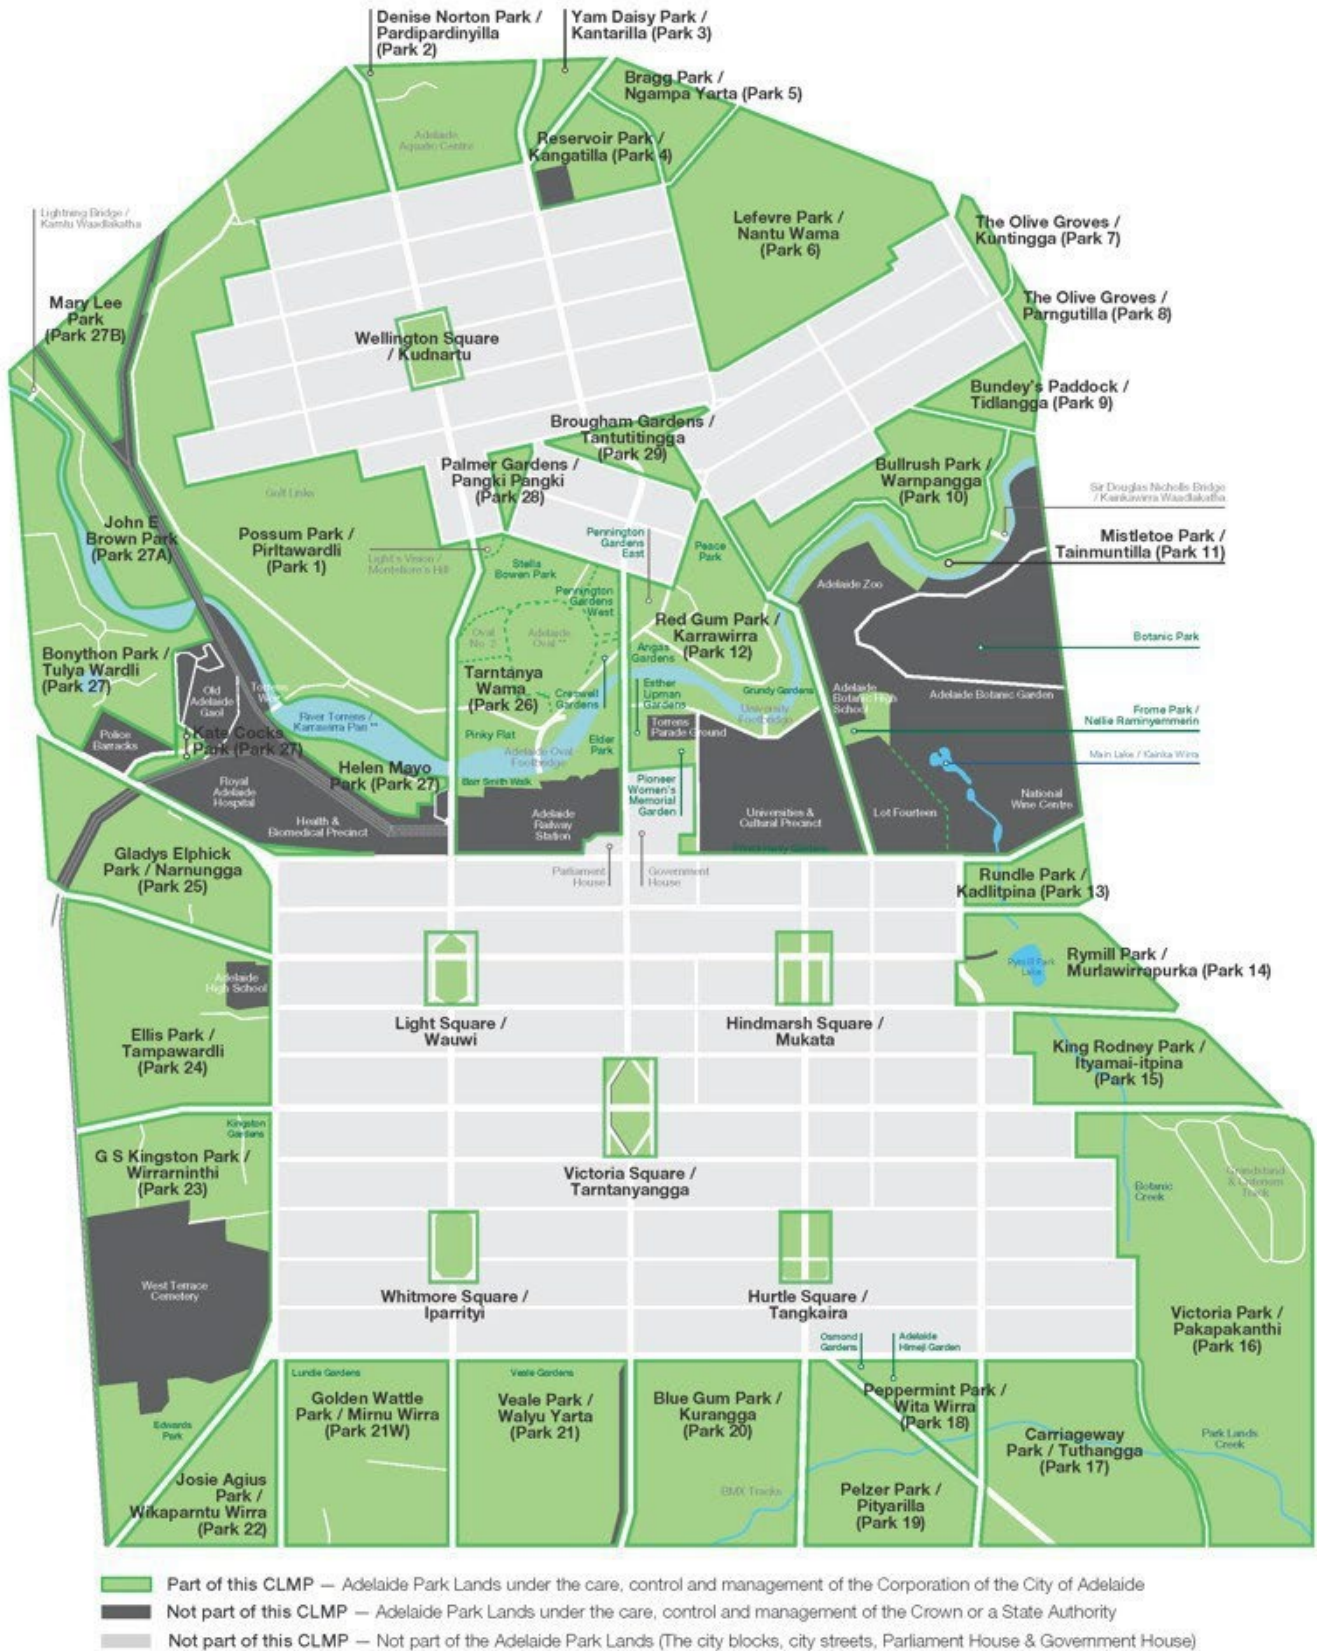 Denise Norton Park /
Pardipardinyilla
(Park 2)
Yam Daisy Park /
Kantarilla (Park 3)
Bragg Park /
Ngampa Yarta (Park 5)
Adelaide
Aquatic Centre
Reservoir Park /
Kangatilla (Park 4)
Lefevre Park /
Nantu Wama
(Park 6)
The Olive Groves /
Kuntingga (Park 7)
The Olive Groves /
Parngutilla (Park 8)
Lightning Bridge /
Karntu Waadlakatha
Mary Lee
Park
(Park 27B)
Wellington Square
/ Kudnartu
Bundey's Paddock /
Tidlangga (Park 9)
Brougham Gardens /
Tantutitingga
(Park 29)
Palmer Gardens /
Pangki Pangki
(Park 28)
Bullrush Park /
Warnpangga
(Park 10)
Sir Douglas Nicholls Bridge
/ Kainkawirra Waadlakatha
Golf Links
John E
Brown Park
(Park 27A)
Possum Park /
Pirltawardli
(Park 1)
Light's Vision /
Montefiore's Hill
Pennington
Gardens
East
Peace
Park
Mistletoe Park /
Tainmuntilla (Park 11)
Stella
Bowen Park
Pennington
Gardens
West
Adelaide Zoo
Oval
No. 2
Adelaide
Oval **
Red Gum Park /
Karrawirra
(Park 12)
Botanic Park
Bonython Park /
Tulya Wardli
(Park 27)
Angas
Gardens
Tarntanya
Wama
(Park 26)
Creswell
Gardens
Esther
Lipman
Gardens
Grundy Gardens
Adelaide
Botanic High
School
Adelaide Botanic Garden
Old
Adelaide
Gaol
Torrens
Weir
River Torrens /
Karrawirra Pari **
University
Footbridge
Torrens
Parade Ground
Frome Park /
Nellie Raminyemmerin
Police
Barracks
Kate Cocks
Park (Park 27)
Pinky Flat
Elder
Park
Adelaide Oval
Footbridge
Main Lake / Kainka Wirra
Helen Mayo
Park (Park 27)
Barr Smith Walk
Royal
Adelaide
Hospital
Pioneer
Women's
Memorial
Garden
National
Wine Centre
Health &
Biomedical Precinct
Adelaide
Railway
Station
Universities &
Cultural Precinct
Lot Fourteen
Prince Henry Gardens
Gladys Elphick
Park / Narnungga
(Park 25)
Parliament
House
Government
House
Rundle Park /
Kadlitpina (Park 13)
Rymill Park /
Murlawirrapurka (Park 14)
Rymill Park
Lake
Adelaide
High School
Light Square /
Wauwi
Hindmarsh Square /
Mukata
Ellis Park /
Tampawardli
(Park 24)
King Rodney Park /
Ityamai-itpina
(Park 15)
Kingston
Gardens
G S Kingston Park /
Wirrarninthi
(Park 23)
Victoria Square /
Tarntanyangga
Botanic
Creek
Grandstand
& Criterium
Track
West Terrace
Cemetery
Whitmore Square /
Iparrityi
Hurtle Square /
Tangkaira
Victoria Park /
Pakapakanthi
(Park 16)
Osmond
Gardens
Adelaide
Himeji Garden
Lundie Gardens
Veale Gardens
Golden Wattle
Park / Mirnu Wirra
(Park 21W)
Veale Park /
Walyu Yarta
(Park 21)
Blue Gum Park /
Kurangga
(Park 20)
Peppermint Park /
Wita Wirra
(Park 18)
Edwards
Park
Carriageway
Park / Tuthangga
(Park 17)
Park Lands
Creek
Josie Agius
Park /
Wikaparntu Wirra
(Park 22)
BMX Tracks
Pelzer Park /
Pityarilla
(Park 19)
Part of this CLMP — Adelaide Park Lands under the care, control and management of the Corporation of the City of Adelaide
Not part of this CLMP — Adelaide Park Lands under the care, control and management of the Crown or a State Authority
Not part of this CLMP — Not part of the Adelaide Park Lands (The city blocks, city streets, Parliament House & Government House)